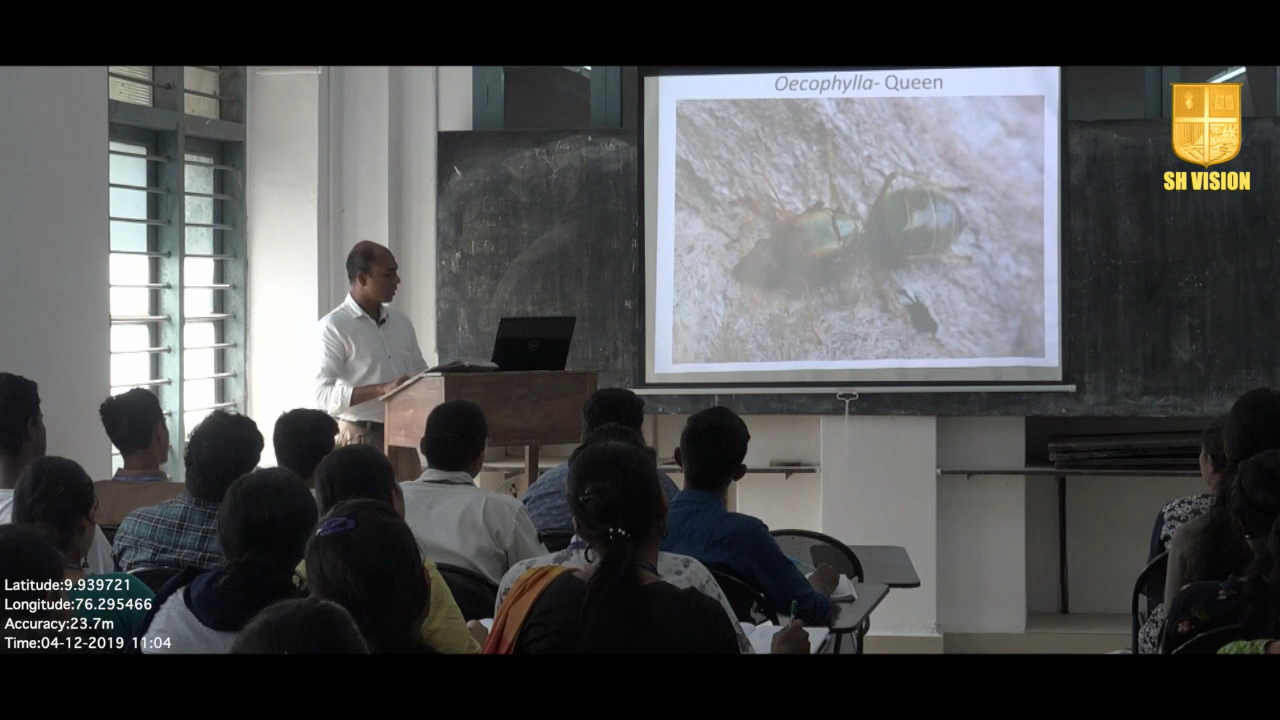 Oecophylla- Queen
SH VISION
Latitude:9.939721
Longitude:76.295466
Accuracy:23.7m
Time:04-12-2019 11:04